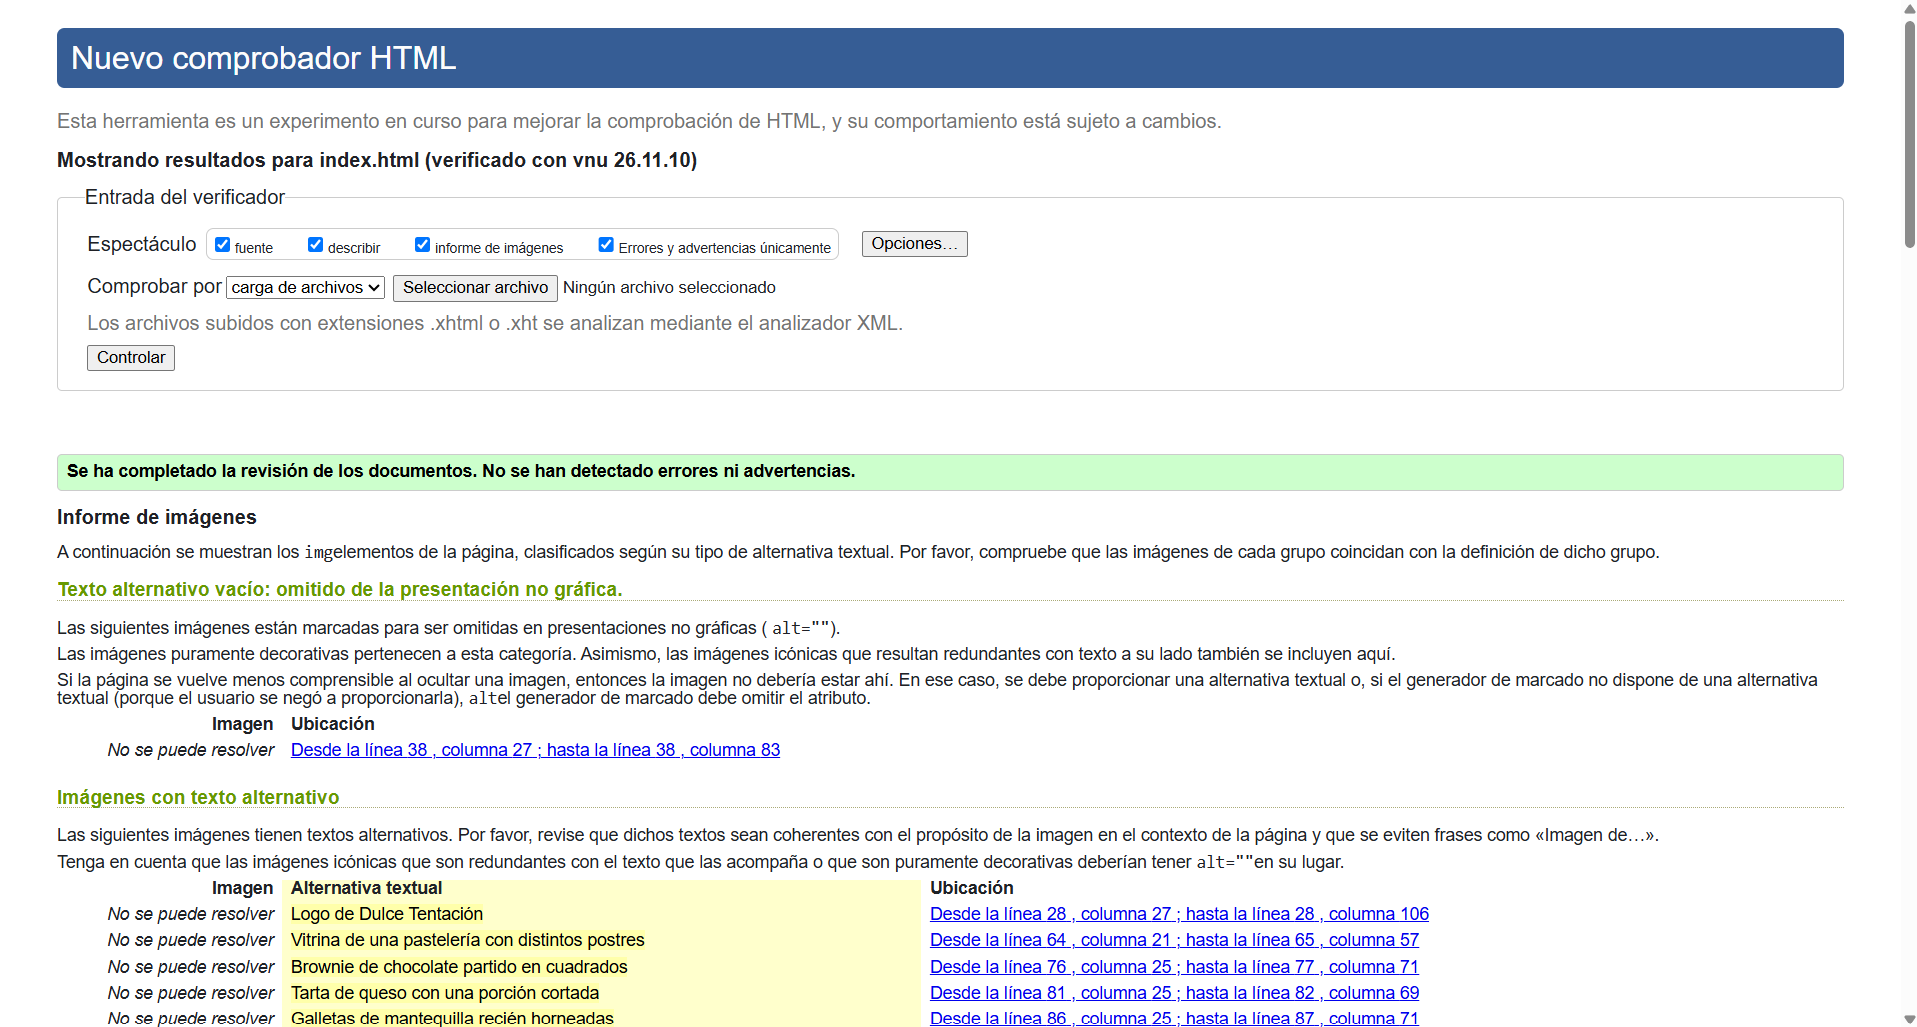 Nuevo comprobador HTML
Esta herramienta es un experimento en curso para mejorar la comprobación de HTML, y su comportamiento está sujeto a cambios.
Mostrando resultados para index.html (verificado con vnu 26.11.10)
Entrada del verificador
Espectáculo fuente describir informe de imágenes Errores y advertencias únicamente Opciones...
Comprobar por carga de archivos Seleccionar archivo Ningún archivo seleccionado
Los archivos subidos con extensiones .xhtml o .xht se analizan mediante el analizador XML.
Controlar
Se ha completado la revisión de los documentos. No se han detectado errores ni advertencias.
Informe de imágenes
A continuación se muestran los imgelementos de la página, clasificados según su tipo de alternativa textual. Por favor, compruebe que las imágenes de cada grupo coincidan con la definición de dicho grupo.
Texto alternativo vacío: omitido de la presentación no gráfica.
Las siguientes imágenes están marcadas para ser omitidas en presentaciones no gráficas ( alt="").
Las imágenes puramente decorativas pertenecen a esta categoría. Asimismo, las imágenes icónicas que resultan redundantes con texto a su lado también se incluyen aquí.
Si la página se vuelve menos comprensible al ocultar una imagen, entonces la imagen no debería estar ahí. En ese caso, se debe proporcionar una alternativa textual o, si el generador de marcado no dispone de una alternativa
textual (porque el usuario se negó a proporcionarla), altel generador de marcado debe omitir el atributo.
Imagen Ubicación
No se puede resolver Desde la línea 38 , columna 27 ; hasta la línea 38 , columna 83
Imágenes con texto alternativo
Las siguientes imágenes tienen textos alternativos. Por favor, revise que dichos textos sean coherentes con el propósito de la imagen en el contexto de la página y que se eviten frases como «Imagen de...».
Tenga en cuenta que las imágenes icónicas que son redundantes con el texto que las acompaña o que son puramente decorativas deberían tener alt=""en su lugar.
Imagen Alternativa textual Ubicación
No se puede resolver Logo de Dulce Tentación Desde la línea 28 , columna 27 ; hasta la línea 28 , columna 106
No se puede resolver Vitrina de una pastelería con distintos postres Desde la línea 64 , columna 21 ; hasta la línea 65 , columna 57
No se puede resolver Brownie de chocolate partido en cuadrados Desde la línea 76 , columna 25 ; hasta la línea 77 , columna 71
No se puede resolver Tarta de queso con una porción cortada Desde la línea 81 , columna 25 ; hasta la línea 82 , columna 69
No se puede resolver Galletas de mantequilla recién horneadas Desde la línea 86 , columna 25 ; hasta la línea 87 , columna 71